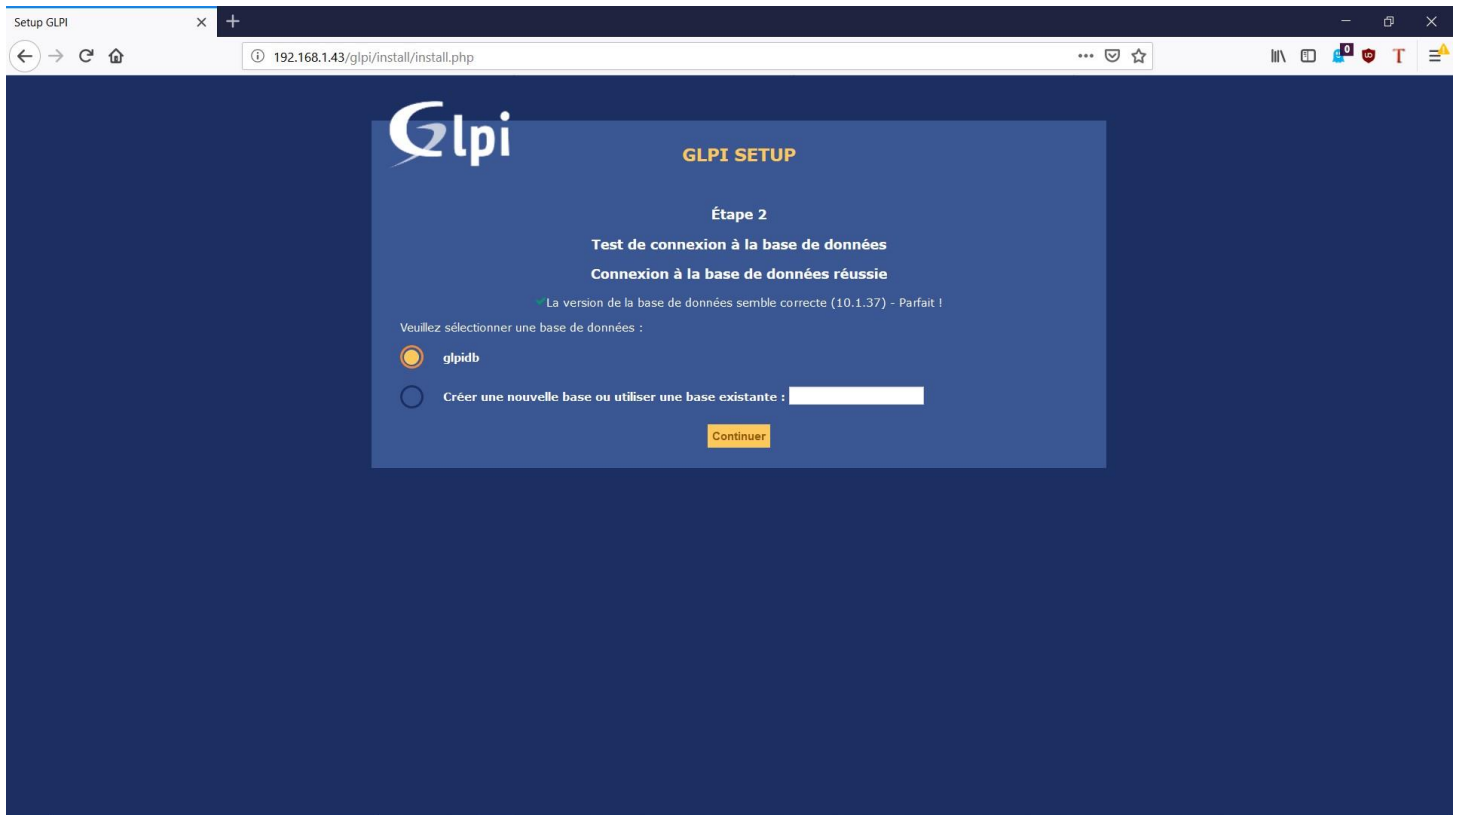 Setup GLPI
192.168.1.43/glpi/install/install.php
0
T
Glpi
GLPI SETUP
Étape 2
Test de connexion à la base de données
Connexion à la base de données réussie
La version de la base de données semble correcte (10.1.37) - Parfait !
Veuillez sélectionner une base de données :
glpidb
Créer une nouvelle base ou utiliser une base existante :
Continuer